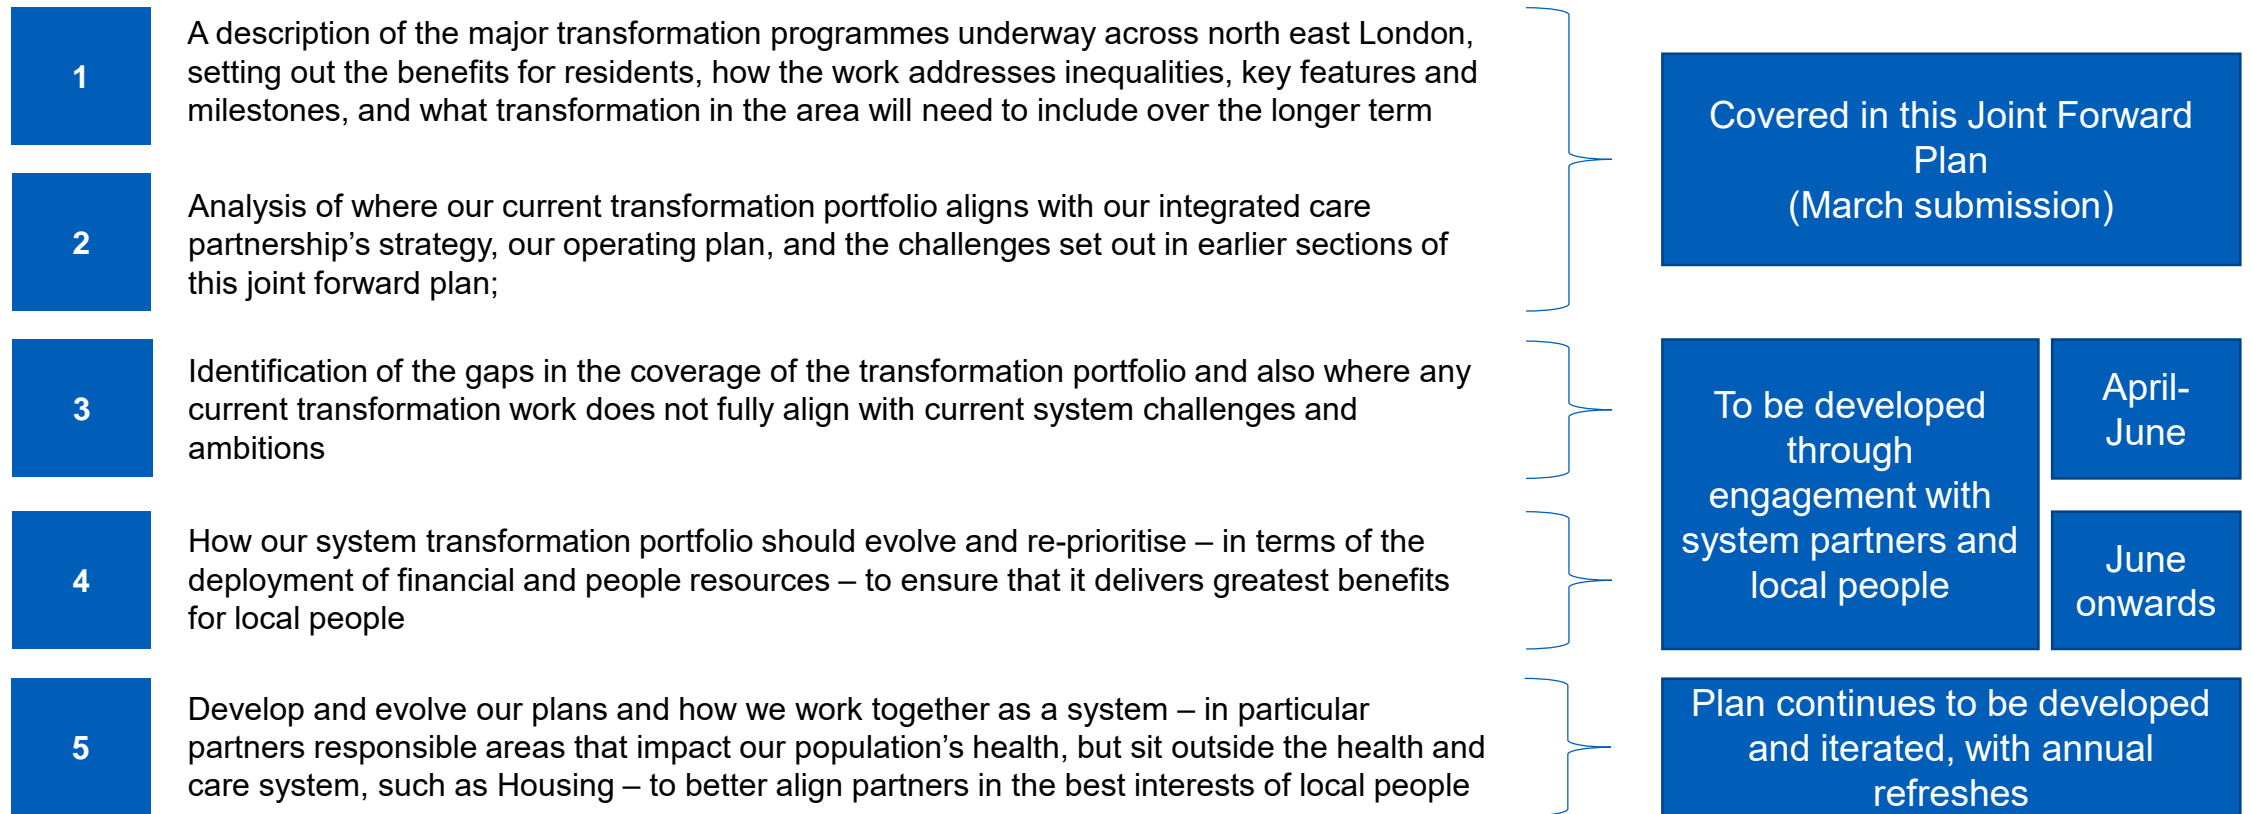 1
A description of the major transformation programmes underway across north east London,
setting out the benefits for residents, how the work addresses inequalities, key features and
milestones, and what transformation in the area will need to include over the longer term
2
Analysis of where our current transformation portfolio aligns with our integrated care
partnership’s strategy, our operating plan, and the challenges set out in earlier sections of
this joint forward plan;
Covered in this Joint Forward
Plan
(March submission)
3
Identification of the gaps in the coverage of the transformation portfolio and also where any
current transformation work does not fully align with current system challenges and
ambitions
4
How our system transformation portfolio should evolve and re-prioritise – in terms of the
deployment of financial and people resources – to ensure that it delivers greatest benefits
for local people
To be developed
through
engagement with
system partners and
local people
April-
June
June
onwards
5
Develop and evolve our plans and how we work together as a system – in particular
partners responsible areas that impact our population’s health, but sit outside the health and
care system, such as Housing – to better align partners in the best interests of local people
Plan continues to be developed
and iterated, with annual
refreshes